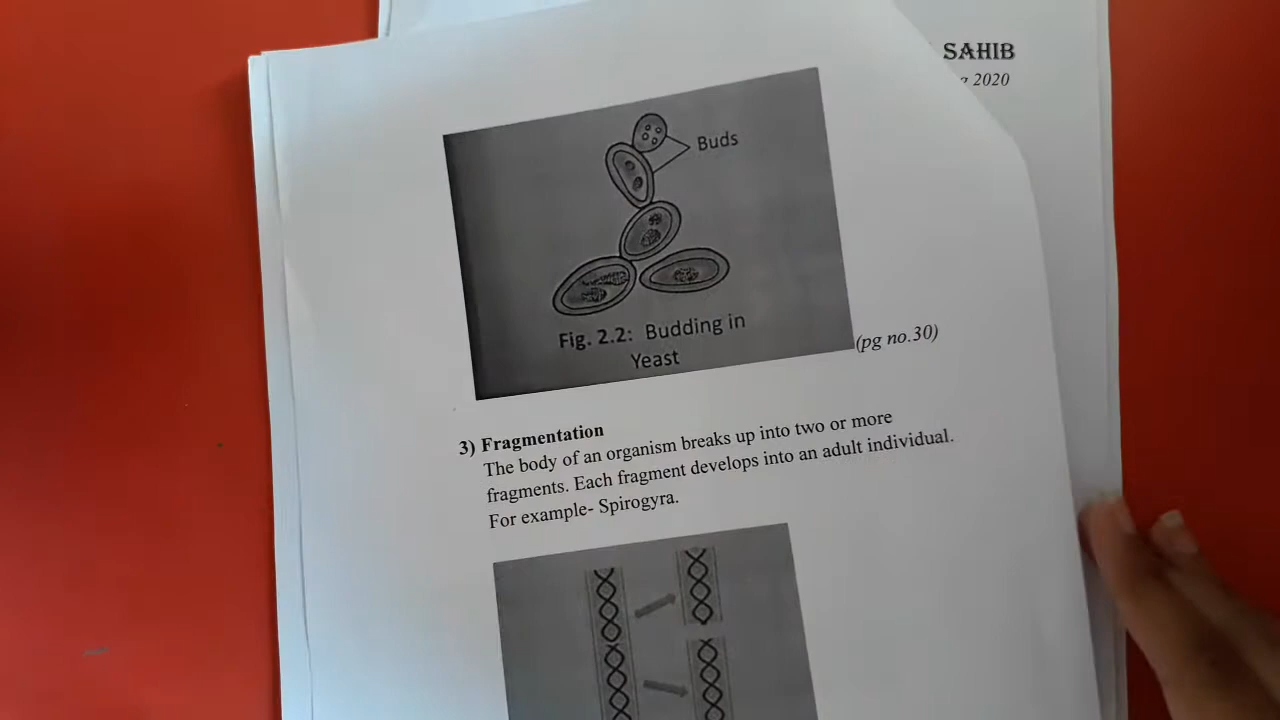 SAHIB
2020
Buds
Fig. 2.2: Budding in
Yeast
(pg no.30)
3) Fragmentation
The body of an organism breaks up into two or more
fragments. Each fragment develops into an adult individual.
For example- Spirogyra.